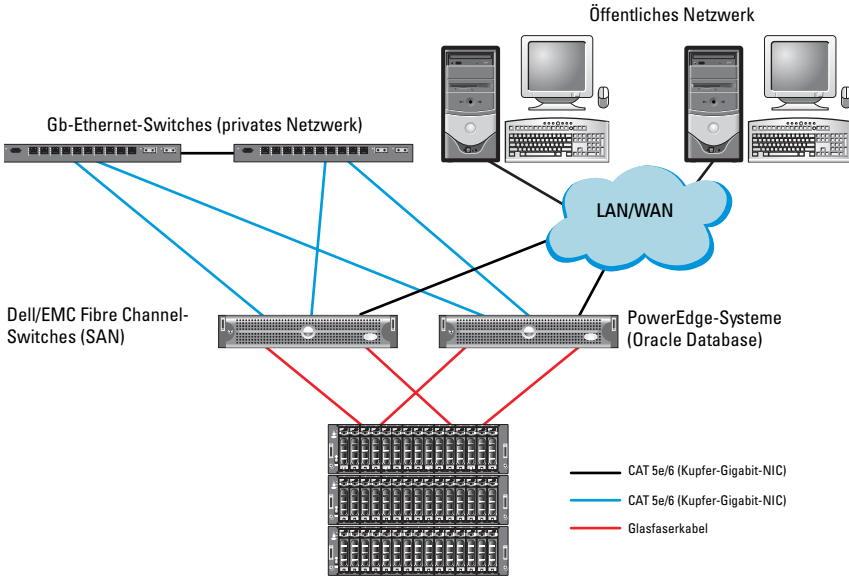 Öffentliches Netzwerk
Gb-Ethernet-Switches (privates Netzwerk)
LAN/WAN
Dell/EMC Fibre Channel-
Switches (SAN)
PowerEdge-Systeme
(Oracle Database)
CAT 5e/6 (Kupfer-Gigabit-NIC)
CAT 5e/6 (Kupfer-Gigabit-NIC)
Glasfaserkabel